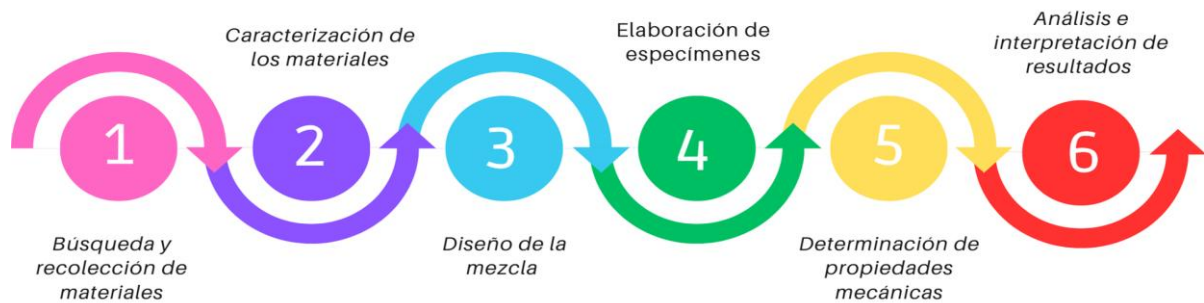 1
Búsqueda y
recolección de
materiales
2
Caracterización de
los materiales
3
Diseño de la
mezcla
4
Elaboración de
especímenes
5
Determinación de
propiedades
mecánicas
6
Análisis e
interpretación de
resultados